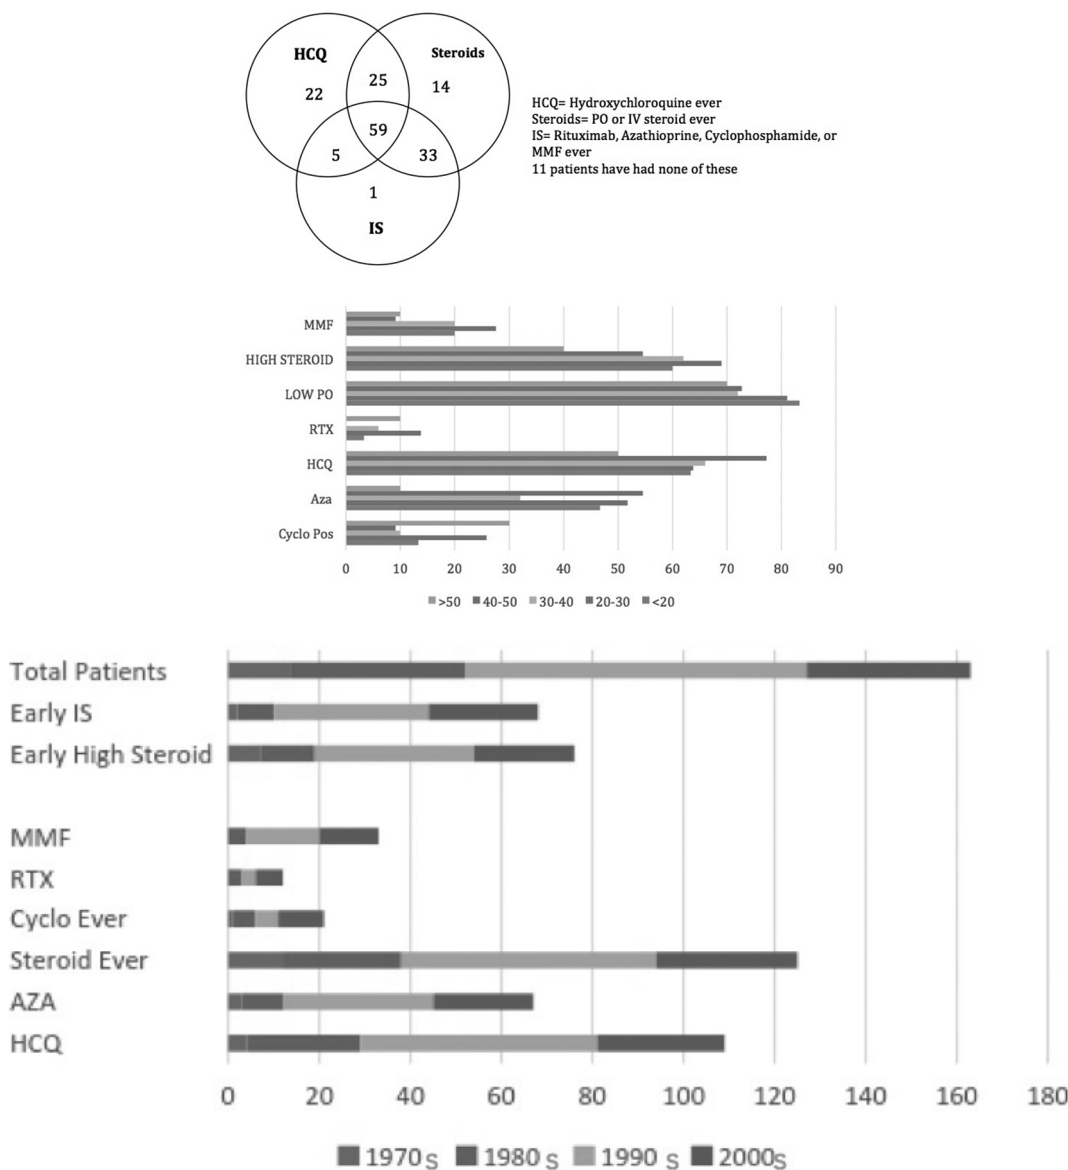 HCQ
Steroids
22
25
14
59
5
33
1
IS
HCQ= Hydroxychloroquine ever
Steroids= PO or IV steroid ever
IS= Rituximab, Azathioprine, Cyclophosphamide, or
MMF ever
11 patients have had none of these
MMF
HIGH STEROID
LOW PO
RTX
HCQ
Aza
Cyclo Pos
0 10 20 30 40 50 60 70 80 90
>50 40-50 30-40 20-30 <20
Total Patients
Early IS
Early High Steroid
MMF
RTX
Cyclo Ever
Steroid Ever
AZA
HCQ
0 20 40 60 80 100 120 140 160 180
1970s 1980s 1990s 2000s